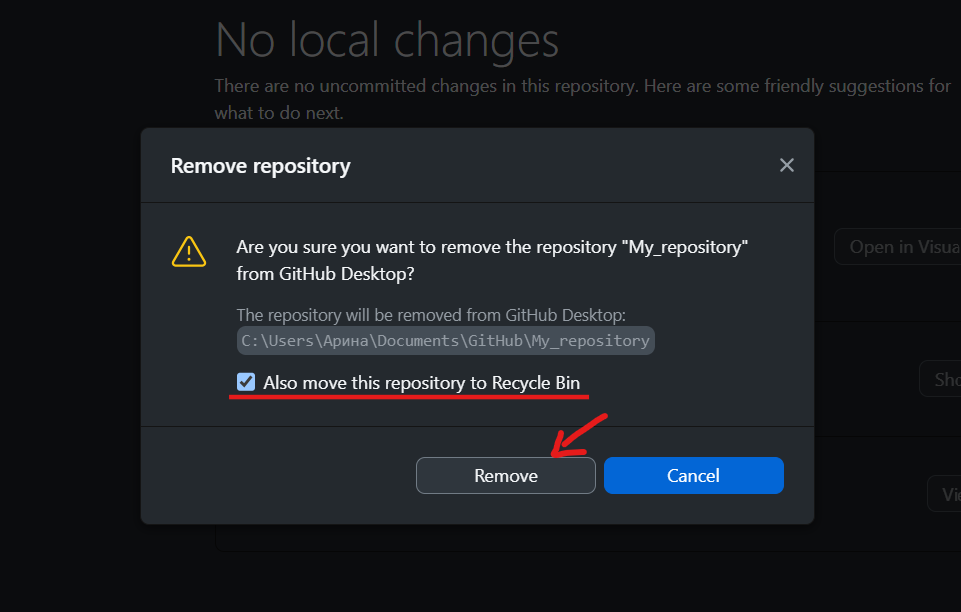 No local changes
There are no uncommitted changes in this repository. Here are some friendly suggestions for
what to do next.
Remove repository
Are you sure you want to remove the repository "My_repository"
from GitHub Desktop?
Open in Visua
The repository will be removed from GitHub Desktop:
C:\Users\Арина\Documents\GitHub\My_repository
Also move this repository to Recycle Bin
Sho
Remove
Cancel
Vie